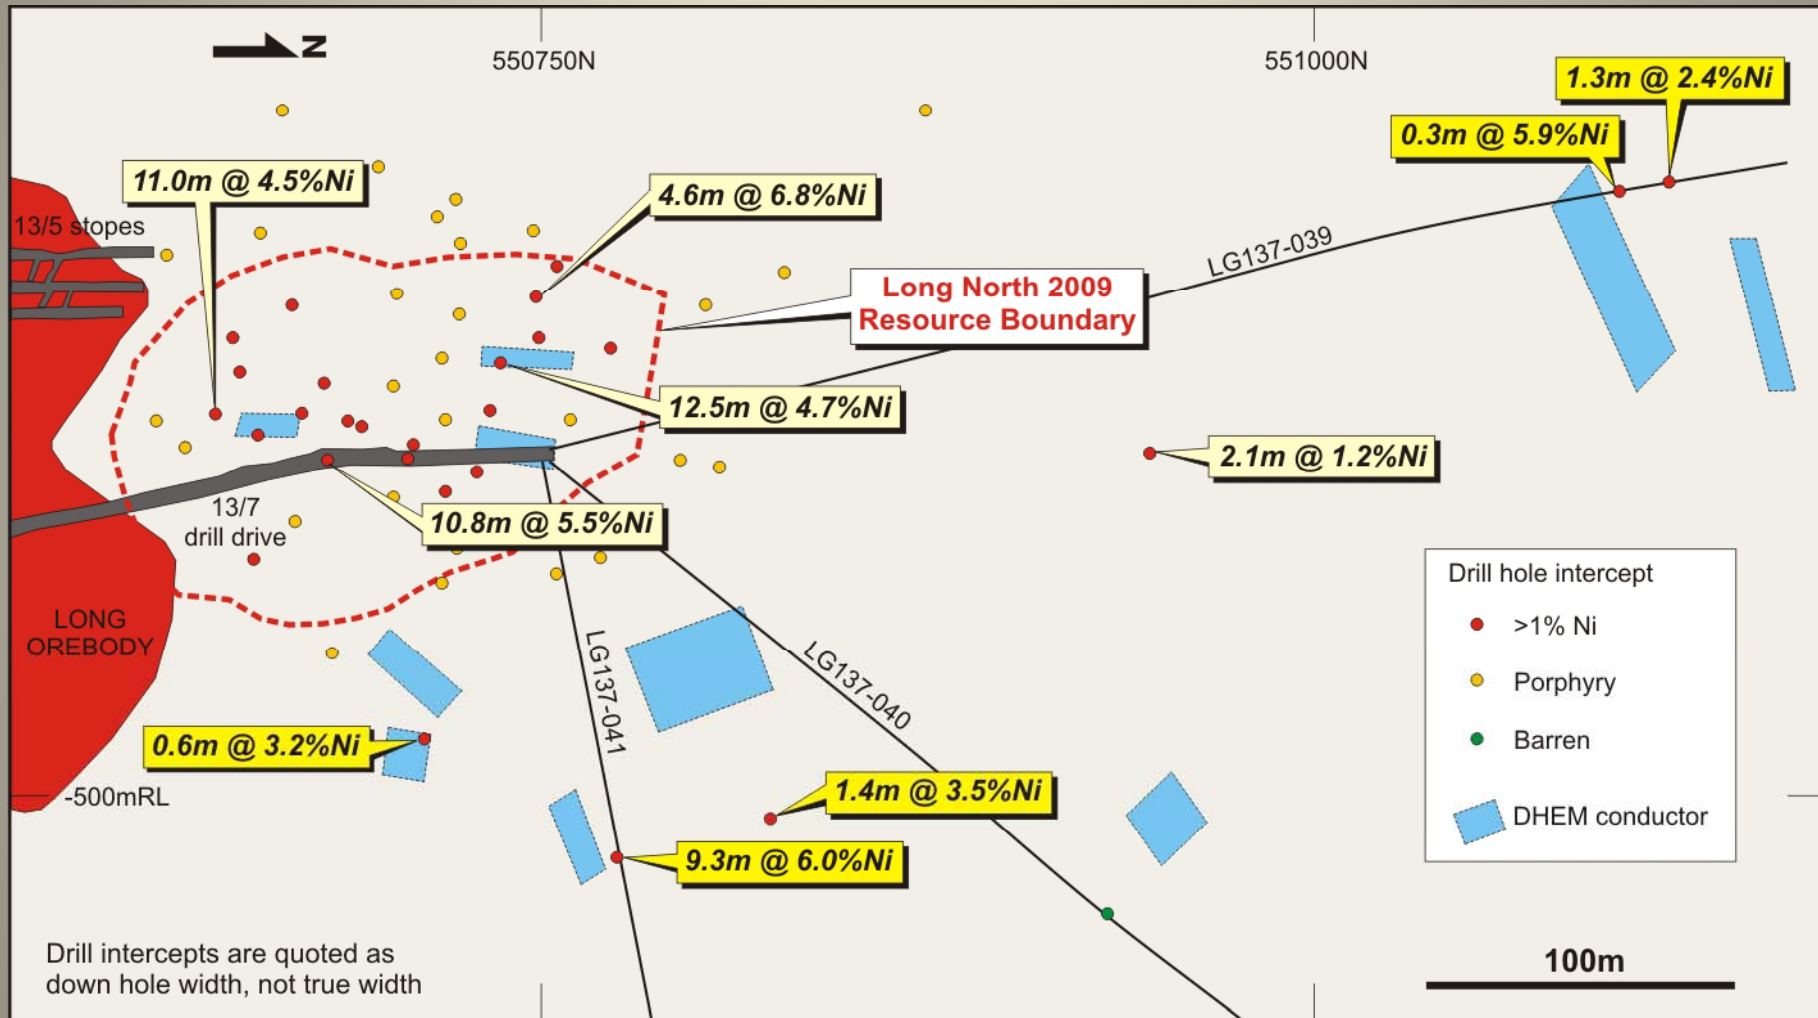 N
550750N
551000N
1.3m @ 2.4%Ni
0.3m @ 5.9%Ni
11.0m @ 4.5%Ni
4.6m @ 6.8%Ni
13/5 stopes
LG137-039
Long North 2009
Resource Boundary
12.5m @ 4.7%Ni
2.1m @ 1.2%Ni
10.8m @ 5.5%Ni
13/7
drill drive
LONG
OREBODY
LG137-041
LG137-040
0.6m @ 3.2%Ni
-500mRL
1.4m @ 3.5%Ni
9.3m @ 6.0%Ni
Drill hole intercept
>1% Ni
Porphyry
Barren
DHEM conductor
Drill intercepts are quoted as
down hole width, not true width
100m